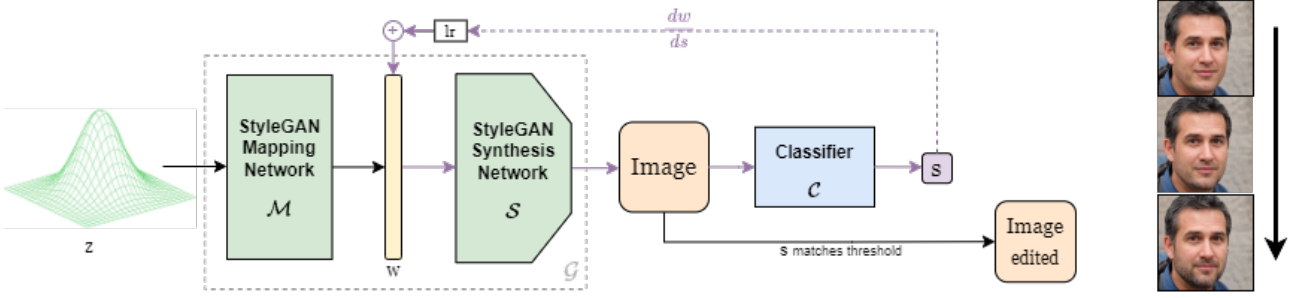 dw
ds
+
lr
StyleGAN
Mapping
Network
M
StyleGAN
Synthesis
Network
S
Image
Classifier
C
s
z
w
G
s matches threshold
Image
edited